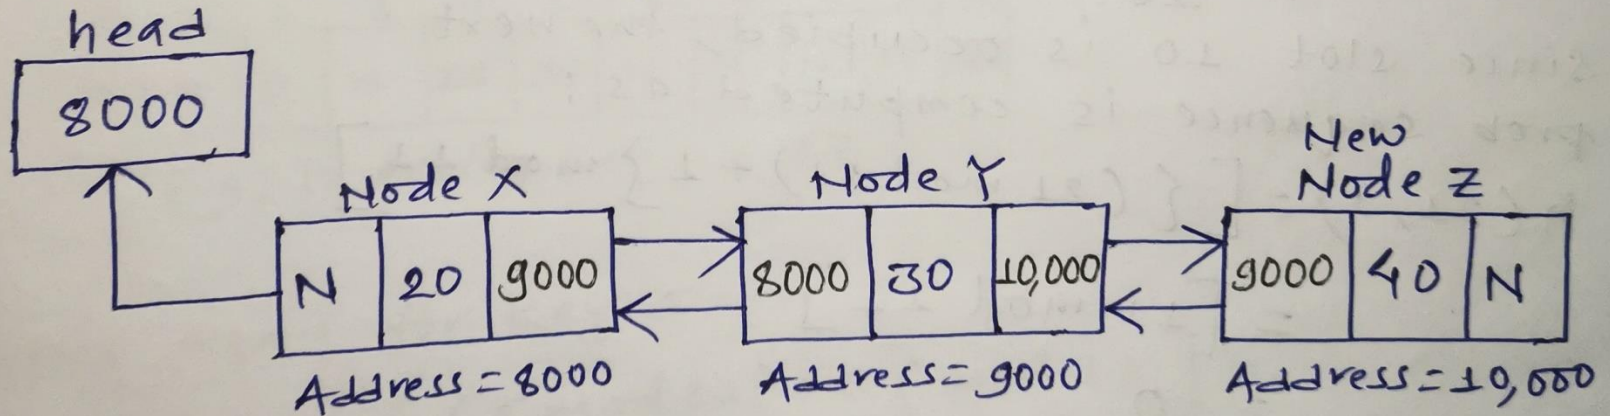 head
8000
Node X
N 20 9000
Address = 8000
Node Y
8000 30 10,000
Address = 9000
New
Node Z
9000 40 N
Address = 10,000